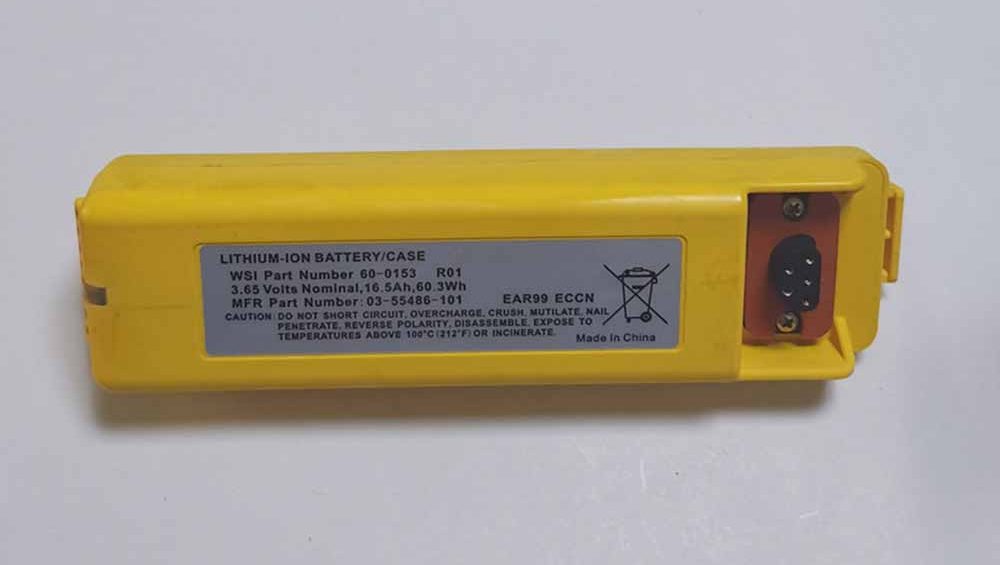 LITHIUM-ION BATTERY/CASE
WSI Part Number 60-0153 R01
3.65 Volts Nominal,16.5Ah,60.3Wh
MFR Part Number:03-55486-101 EAR99 ECCN
CAUTION: DO NOT SHORT CIRCUIT, OVERCHARGE, CRUSH, MUTILATE, NAIL
PENETRATE, REVERSE POLARITY, DISASSEMBLE, EXPOSE TO
TEMPERATURES ABOVE 100°C(212°F) OR INCINERATE.
Made In China